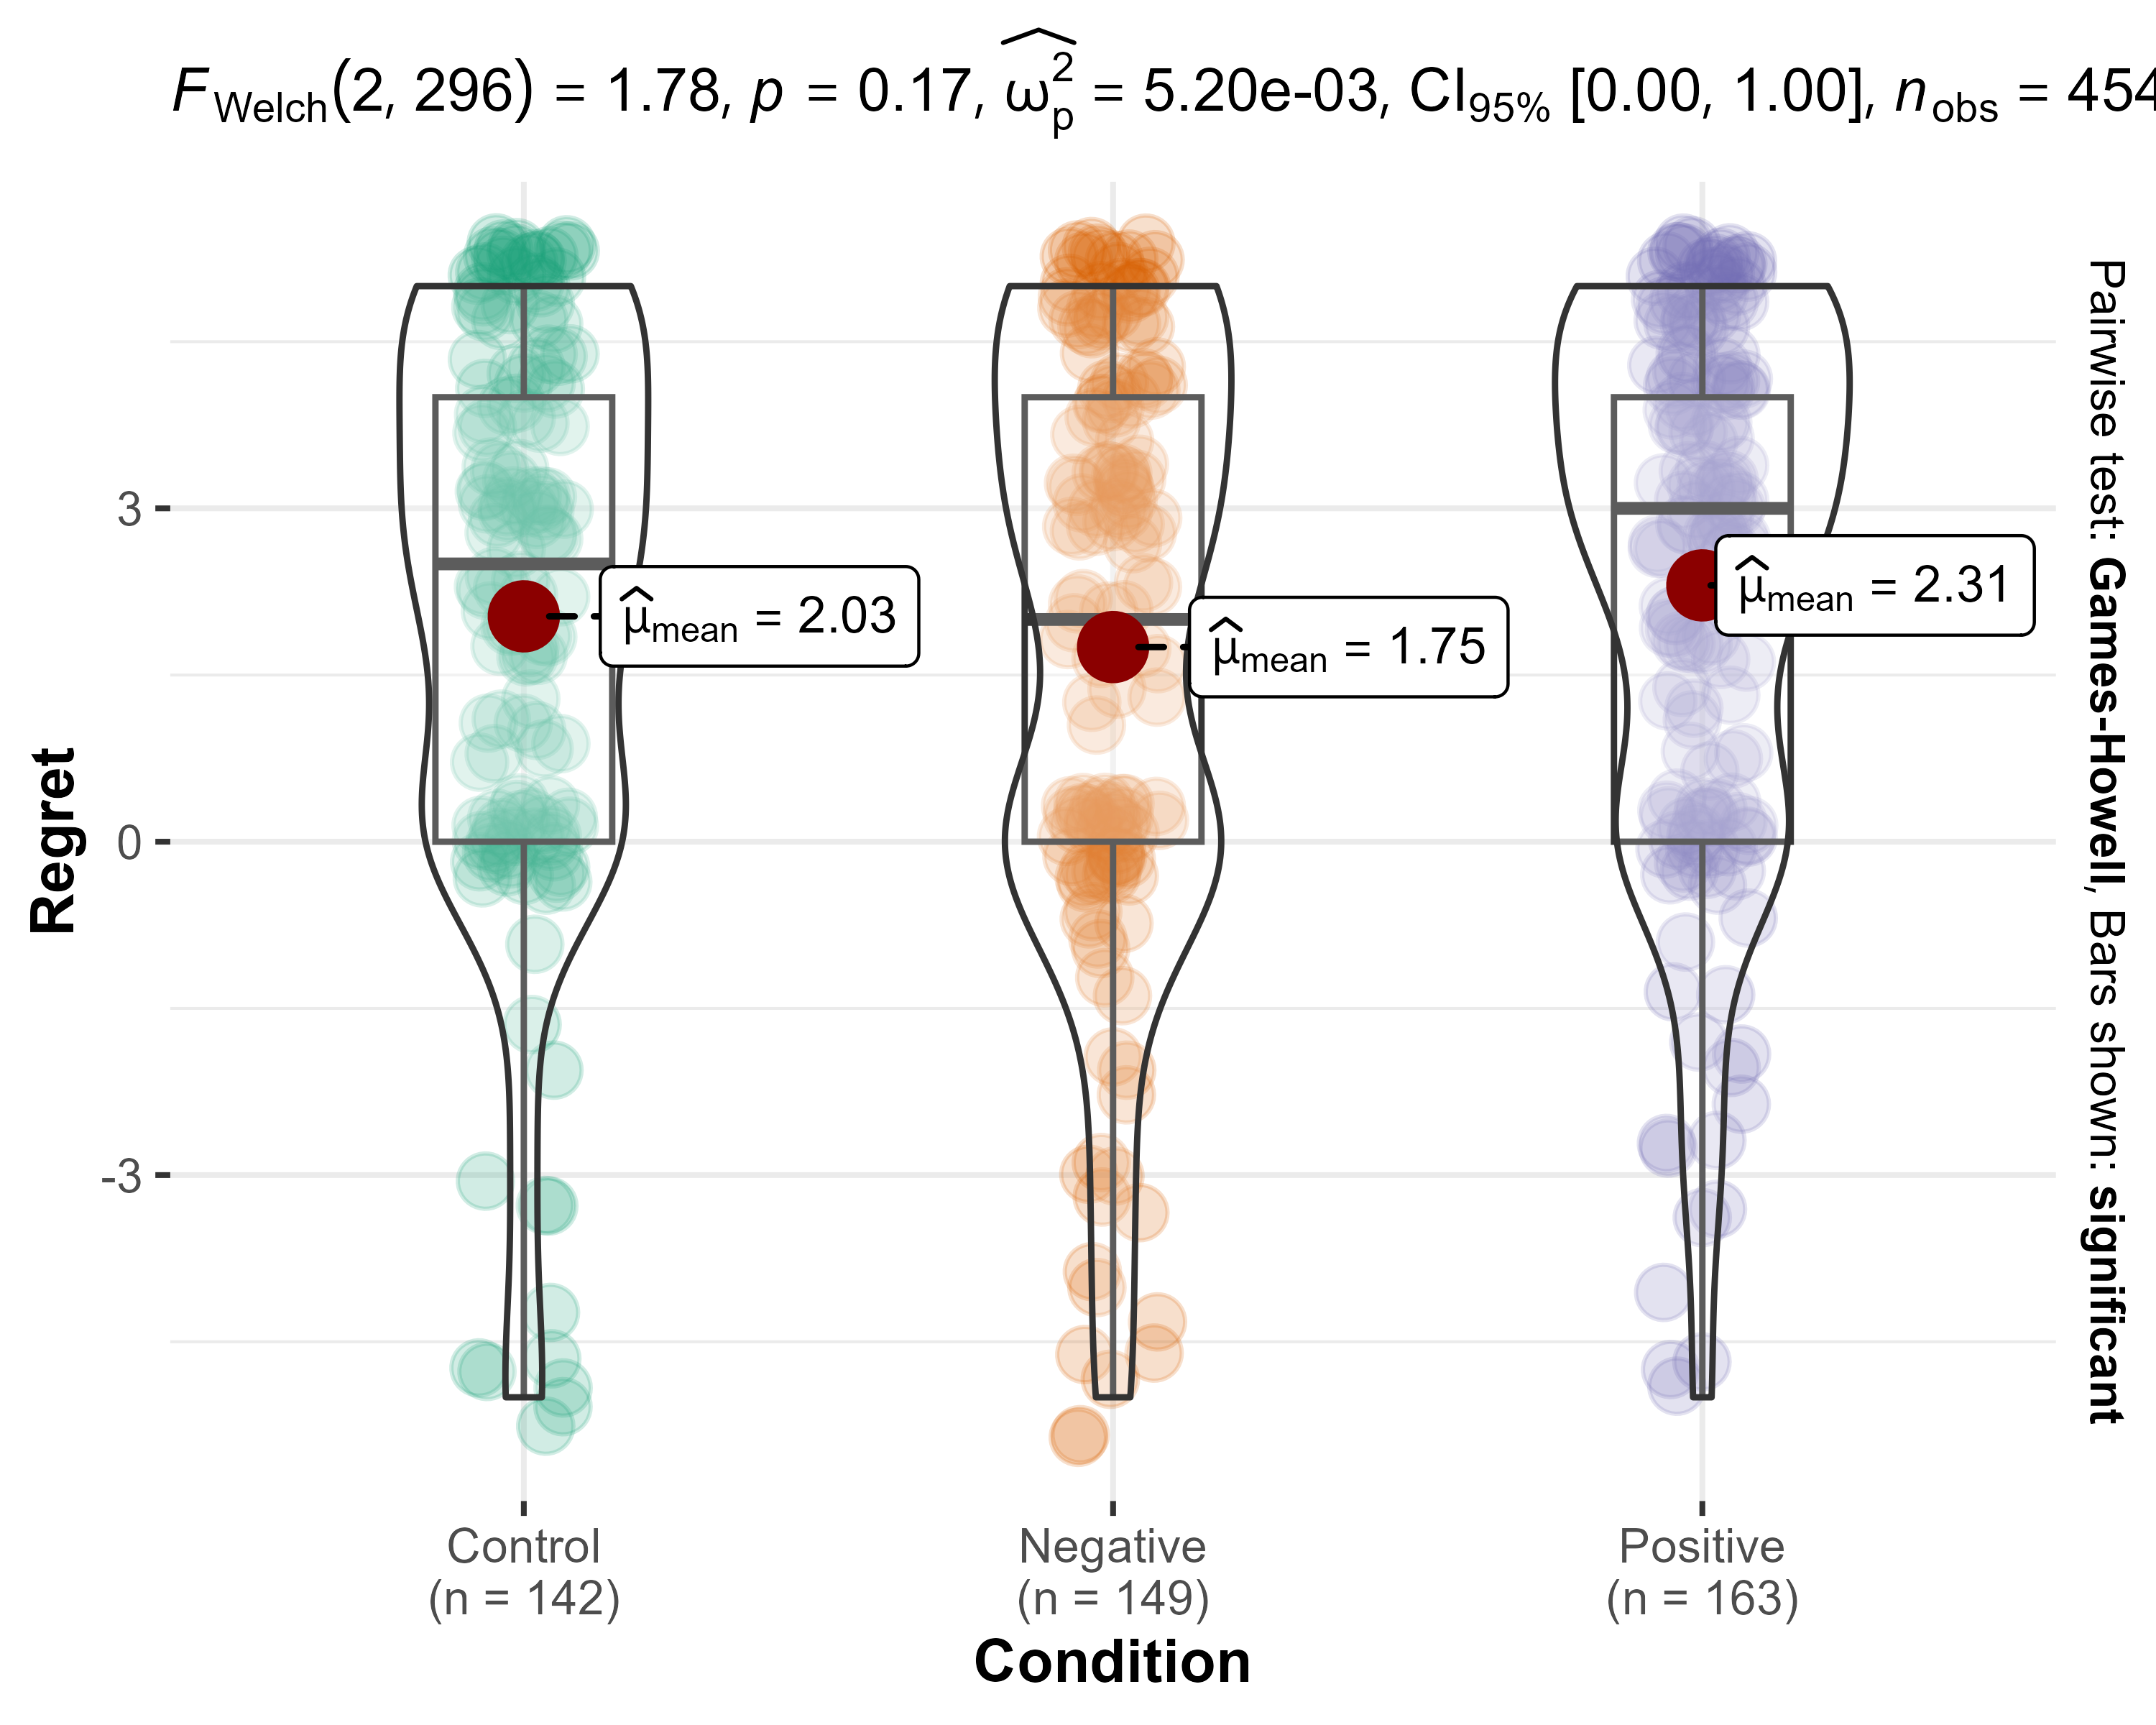 F Welch(2, 296) = 1.78, p = 0.17, ω̂²p = 5.20e-03, CI95% [0.00, 1.00], nobs = 454
Regret
3
0
-3
μ̂mean = 2.03
μ̂mean = 1.75
μ̂mean = 2.31
Pairwise test: Games-Howell, Bars shown: significant
Control
(n = 142)
Negative
(n = 149)
Positive
(n = 163)
Condition